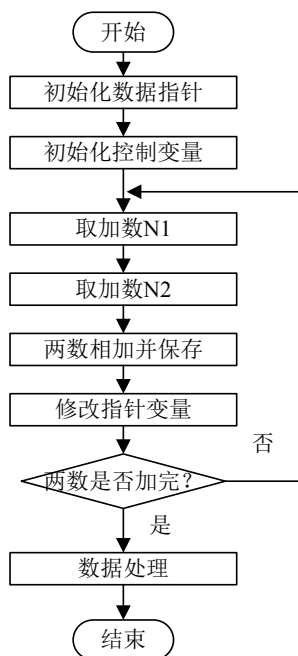 开始
初始化数据指针
初始化控制变量
取加数N1
取加数N2
两数相加并保存
修改指针变量
两数是否加完？
否
是
数据处理
结束